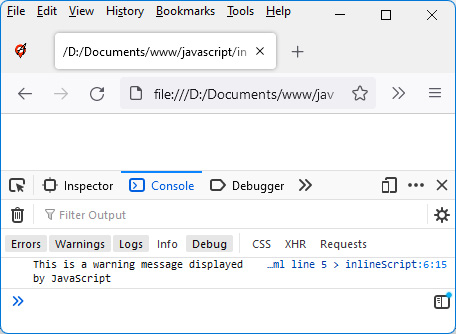 File Edit View History Bookmarks Tools Help
/D:/Documents/www/javascript/in
file:///D:/Documents/www/jav
Inspector Console Debugger
Filter Output
Errors Warnings Logs Info Debug CSS XHR Requests
This is a warning message displayed …ml line 5 > inlineScript:6:15
by JavaScript